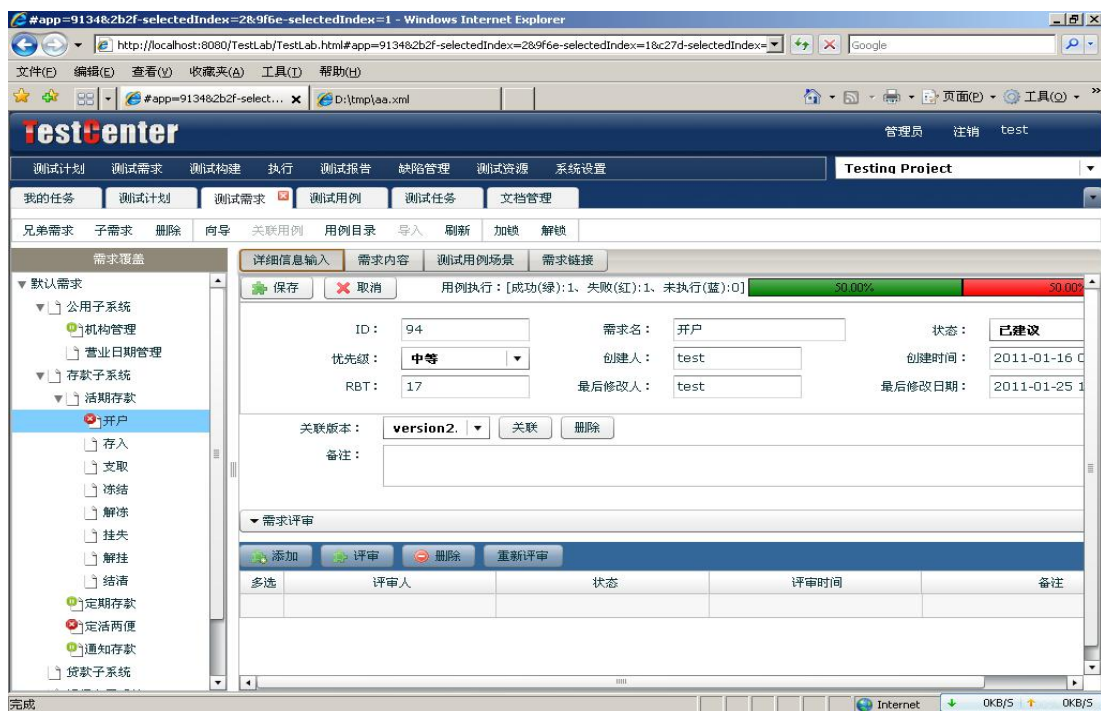 #app=9134&2b2f-selectedIndex=2&9f6e-selectedIndex=1 - Windows Internet Explorer
http://localhost:8080/TestLab/TestLab.html#app=9134&2b2f-selectedIndex=2&9f6e-selectedIndex=1&c27d-selectedIndex=
Google
文件(F) 编辑(E) 查看(V) 收藏夹(A) 工具(T) 帮助(H)
#app=9134&2b2f-select... D:\tmp\aa.xml 页面(P) 工具(O)
TestCenter 管理员 注销 test
测试计划 测试需求 测试构建 执行 测试报告 缺陷管理 测试资源 系统设置 Testing Project
我的任务 测试计划 测试需求 测试用例 测试任务 文档管理
兄弟需求 子需求 删除 向导 关联用例 用例目录 导入 刷新 加锁 解锁
需求覆盖 详细信息输入 需求内容 测试用例场景 需求链接
保存 取消 用例执行:[成功(绿):1、失败(红):1、未执行(蓝):0] 50.00% 50.00%
默认需求
公用子系统
机构管理
营业日期管理
存款子系统
活期存款
开户
存入
支取
冻结
解冻
挂失
解挂
结清
定期存款
定活两便
通知存款
贷款子系统
ID: 94 需求名: 开户 状态: 已建议
优先级: 中等 创建人: test 创建时间: 2011-01-16 0
RBT: 17 最后修改人: test 最后修改日期: 2011-01-25 1
关联版本: version2. 关联 删除
备注:
需求评审
添加 评审 删除 重新评审
多选 评审人 状态 评审时间 备注
完成 Internet 0KB/S 0KB/S